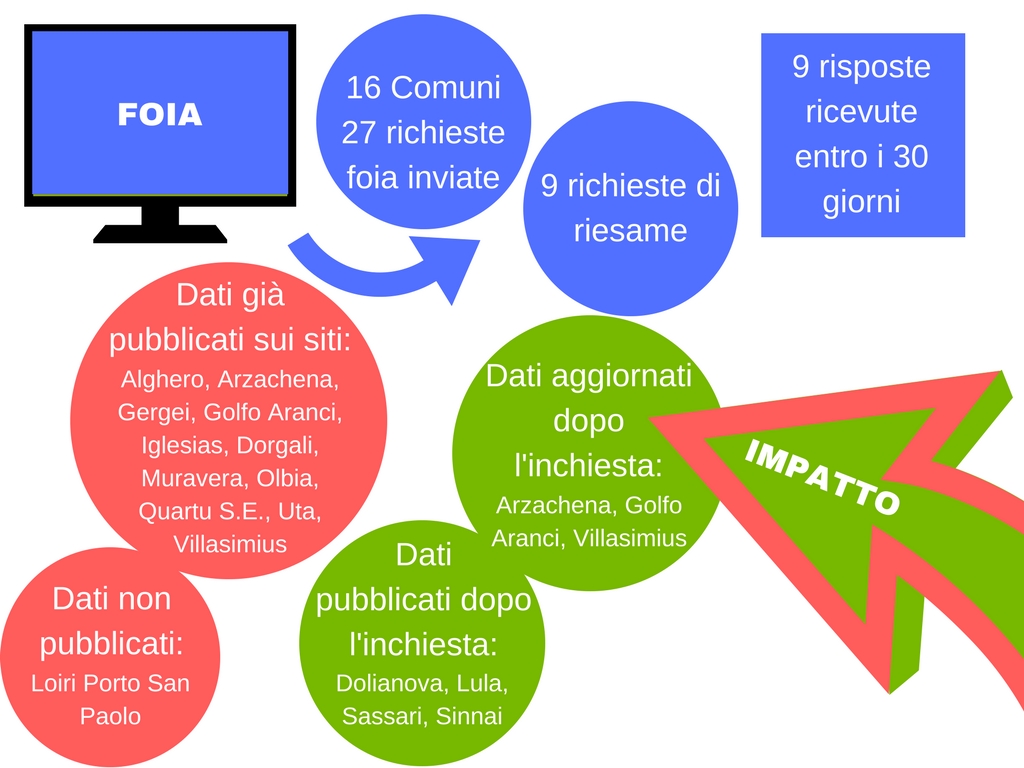 FOIA
16 Comuni
27 richieste
foia inviate
9 richieste di
riesame
9 risposte
ricevute
entro i 30
giorni
Dati già
pubblicati sui siti:
Alghero, Arzachena,
Gergei, Golfo Aranci,
Iglesias, Dorgali,
Muravera, Olbia,
Quartu S.E., Uta,
Villasimius
Dati aggiornati
dopo
l'inchiesta:
Arzachena, Golfo
Aranci, Villasimius
IMPATTO
Dati non
pubblicati:
Loiri Porto San
Paolo
Dati
pubblicati dopo
l'inchiesta:
Dolianova, Lula,
Sassari, Sinnai